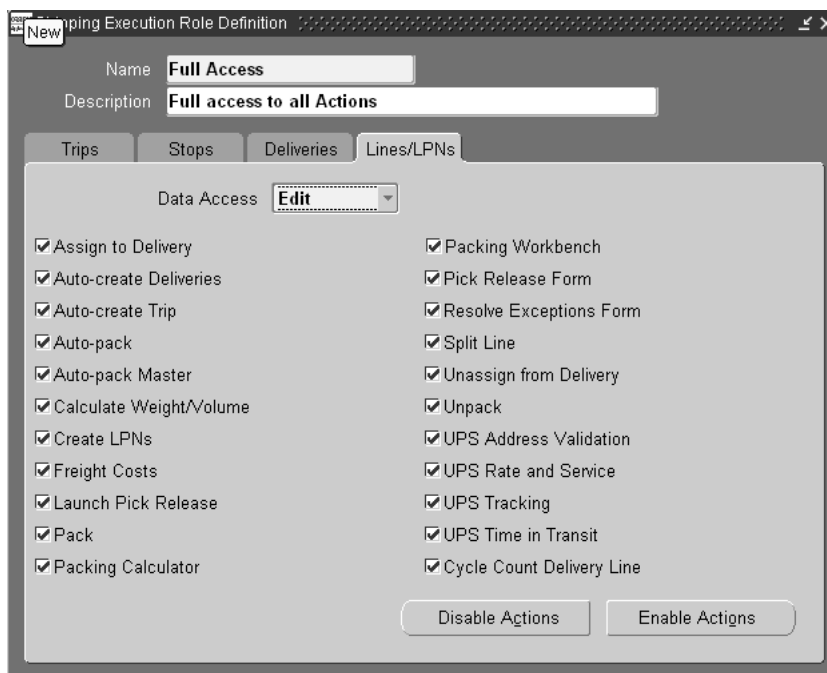 New
pping Execution Role Definition
Name Full Access
Description Full access to all Actions
Trips Stops Deliveries Lines/LPNs
Data Access Edit
Assign to Delivery
Auto-create Deliveries
Auto-create Trip
Auto-pack
Auto-pack Master
Calculate Weight/Volume
Create LPNs
Freight Costs
Launch Pick Release
Pack
Packing Calculator
Packing Workbench
Pick Release Form
Resolve Exceptions Form
Split Line
Unassign from Delivery
Unpack
UPS Address Validation
UPS Rate and Service
UPS Tracking
UPS Time in Transit
Cycle Count Delivery Line
Disable Actions Enable Actions